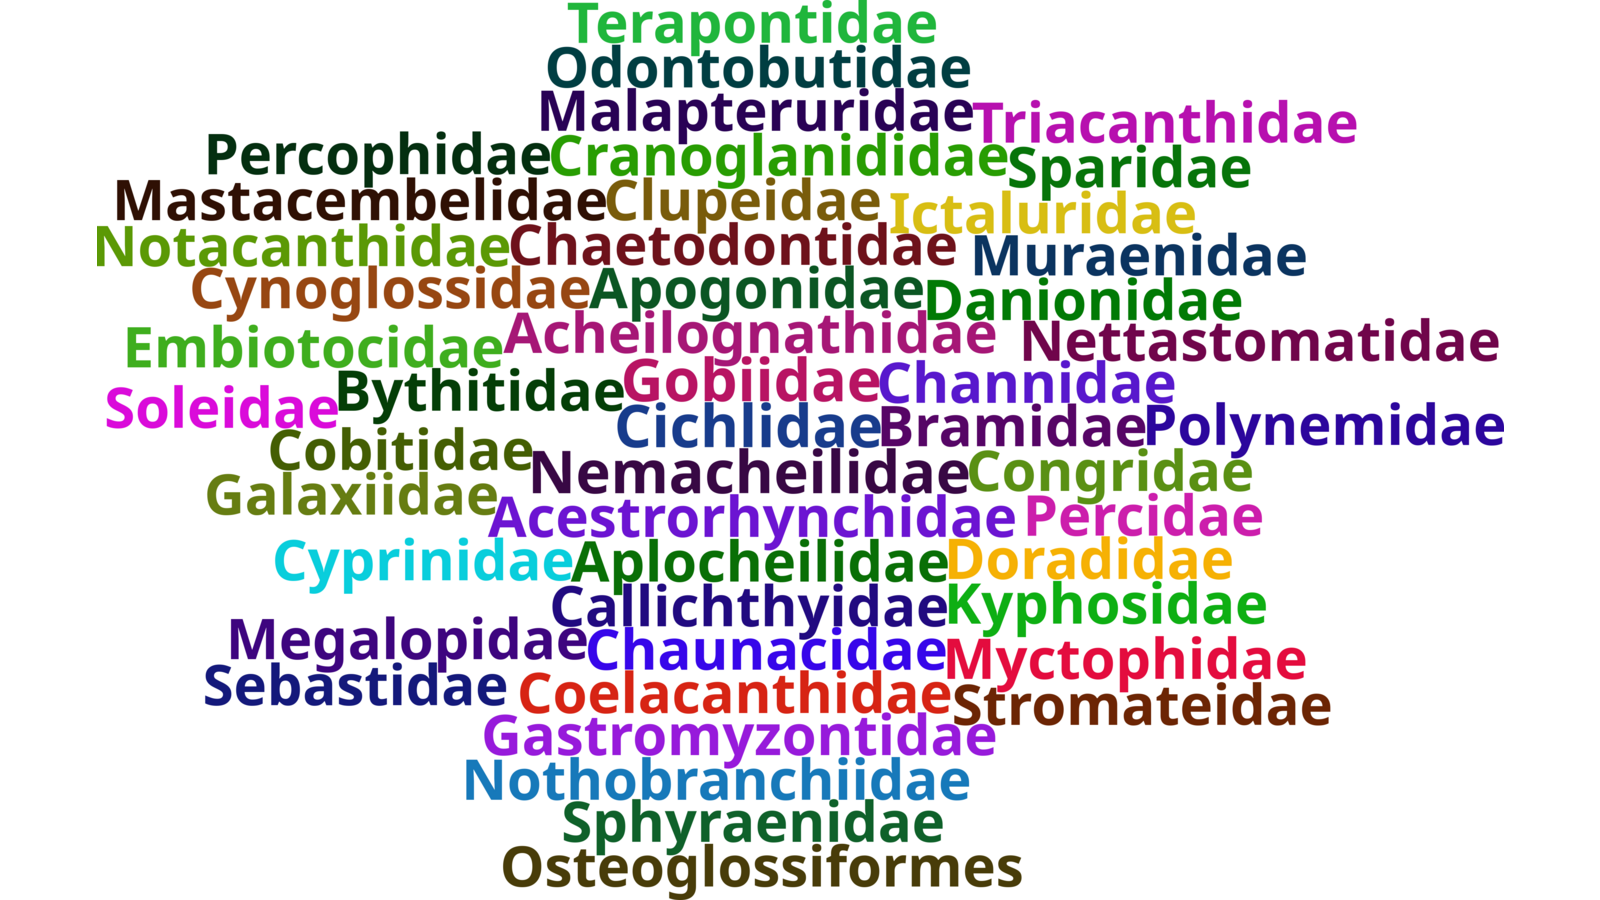 Terapontidae
Odontobutidae
Malapteruridae Triacanthidae
Percophidae Cranoglanididae Sparidae
Mastacembelidae Clupeidae Ictaluridae
Notacanthidae Chaetodontidae Muraenidae
Cynoglossidae Apogonidae Danionidae
Embiotocidae Acheilognathidae Nettastomatidae
Soleidae Bythitidae Gobiidae Channidae
Cichlidae Bramidae Polynemidae
Cobitidae Nemacheilidae Congridae
Galaxiidae Acestrorhynchidae Percidae
Cyprinidae Aplocheilidae Doradidae
Callichthyidae Kyphosidae
Megalopidae Chaunacidae Myctophidae
Sebastidae Coelacanthidae Stromateidae
Gastromyzontidae
Nothobranchiidae
Sphyraenidae
Osteoglossiformes